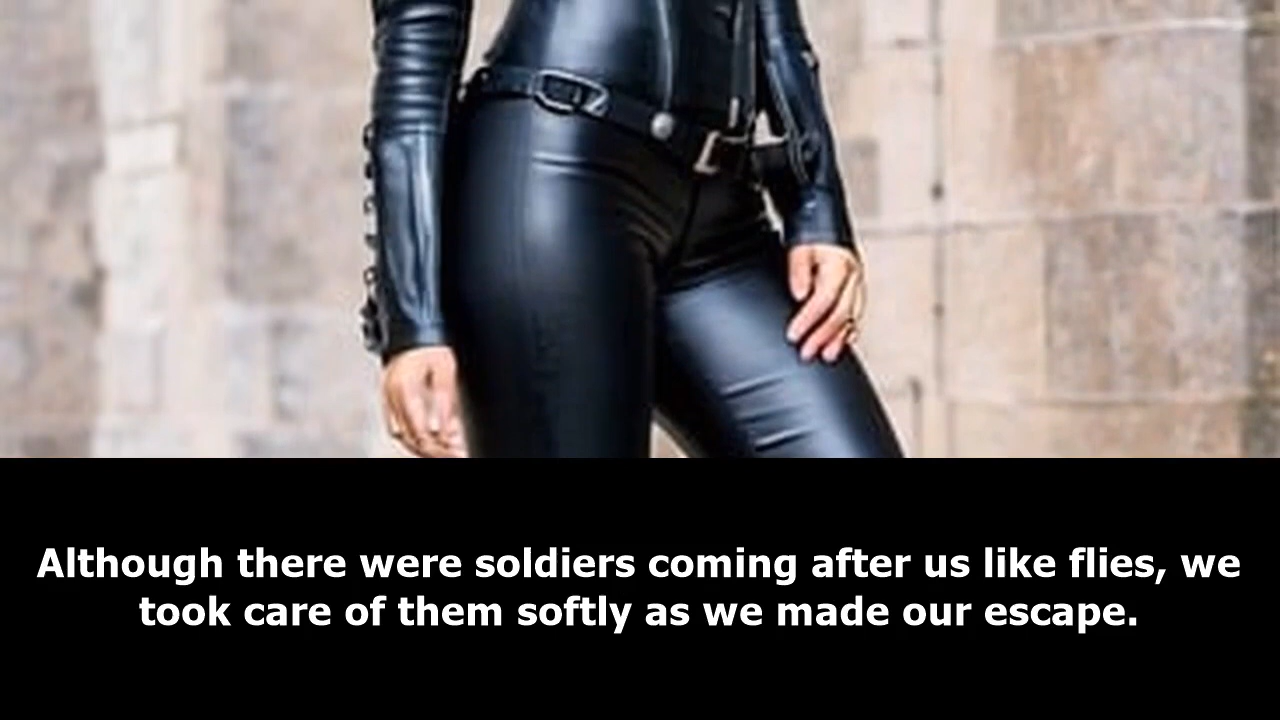 Although there were soldiers coming after us like flies, we
took care of them softly as we made our escape.